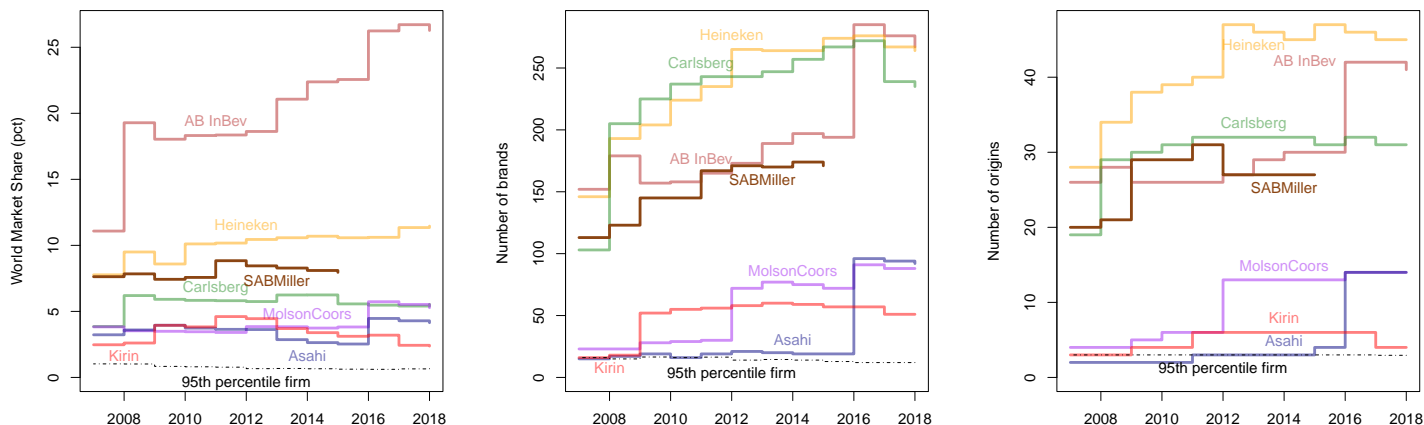 World Market Share (pct)
0
5
10
15
20
25
2008
2010
2012
2014
2016
2018
AB InBev
Heineken
SABMiller
Carlsberg
MolsonCoors
Kirin
Asahi
95th percentile firm
Number of brands
0
50
100
150
200
250
2008
2010
2012
2014
2016
2018
Heineken
Carlsberg
AB InBev
SABMiller
MolsonCoors
Asahi
Kirin
95th percentile firm
Number of origins
0
10
20
30
40
2008
2010
2012
2014
2016
2018
Heineken
AB InBev
Carlsberg
SABMiller
MolsonCoors
Kirin
Asahi
95th percentile firm